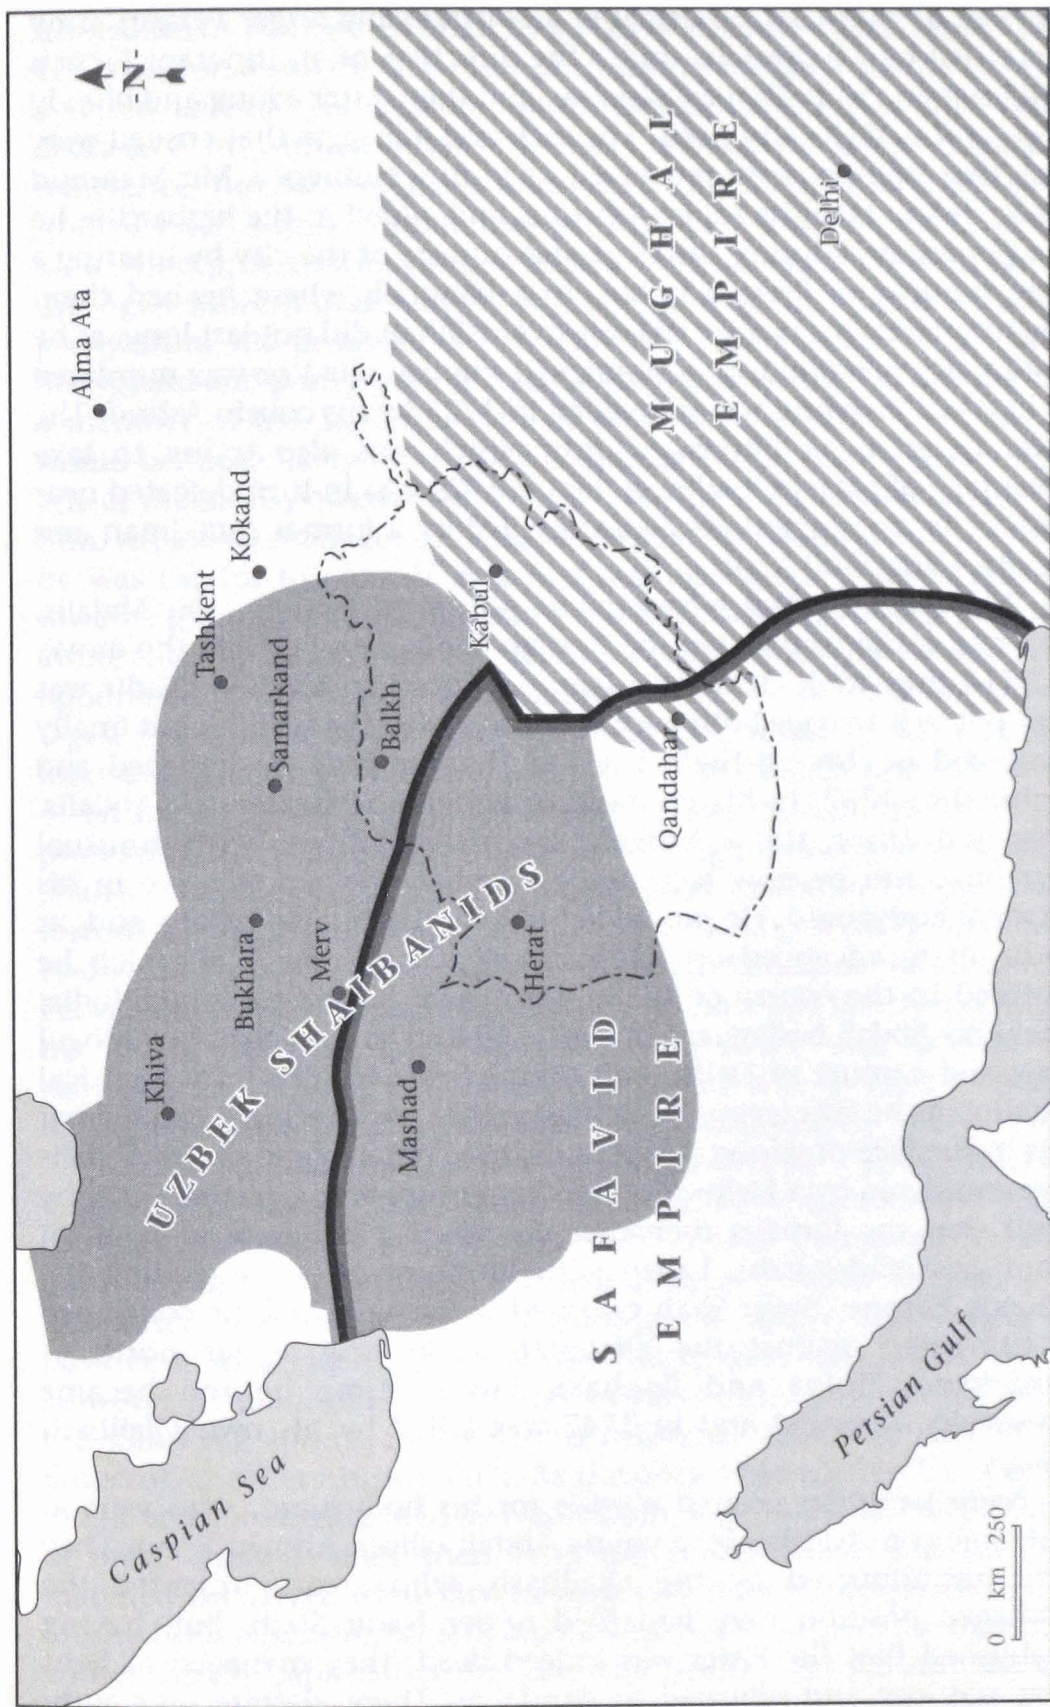 -N-
Alma Ata
Kokand
Tashkent
Samarkand
Balkh
Bukhara
Merv
Khiva
Mashad
Herat
Kabul
Qandahar
Delhi
UZBEK SHAIBANIDS
SAFAVID
EMPIRE
MUGHAL
EMPIRE
Caspian Sea
Persian Gulf
0 km 250